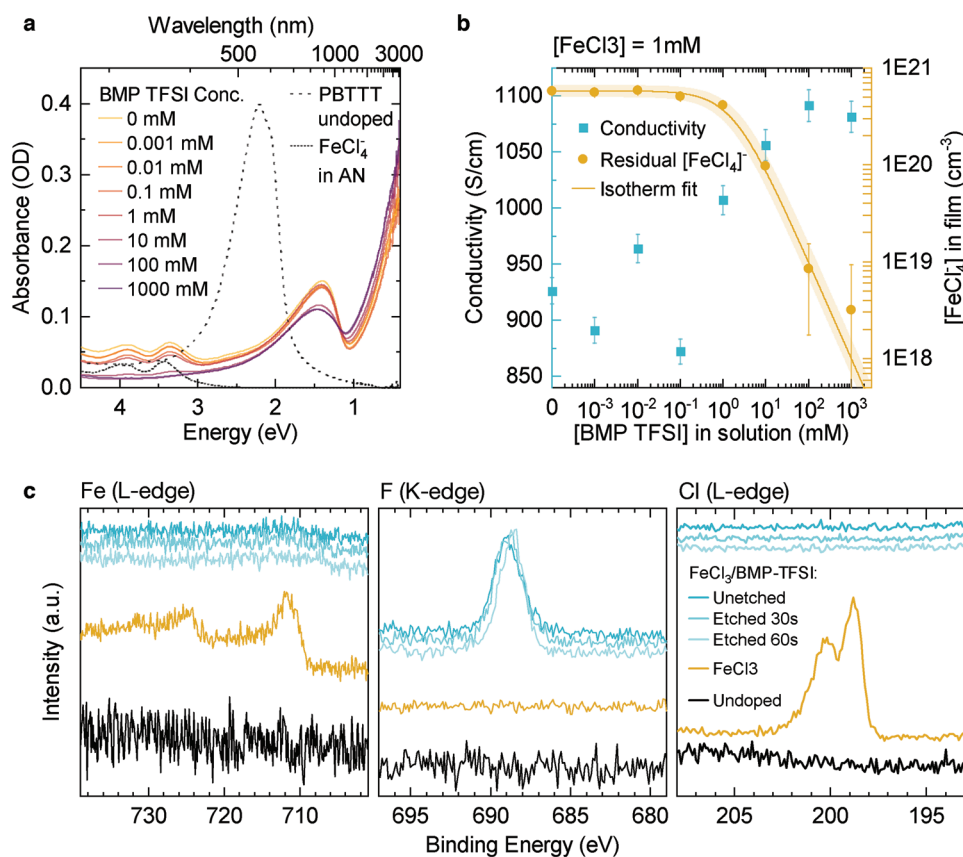 a
Wavelength (nm)
500 1000 3000
Absorbance (OD)
0.4
0.3
0.2
0.1
0.0
BMP TFSI Conc.
0 mM
0.001 mM
0.01 mM
0.1 mM
1 mM
10 mM
100 mM
1000 mM
PBTTT
undoped
FeCl4-
in AN
4 3 2 1
Energy (eV)
b
[FeCl3] = 1mM
Conductivity (S/cm)
1100
1050
1000
950
900
850
Conductivity
Residual [FeCl4]-
Isotherm fit
1E21
1E20
1E19
1E18
[FeCl4-] in film (cm-3)
0 10-3 10-2 10-1 100 101 102 103
[BMP TFSI] in solution (mM)
c
Fe (L-edge)
F (K-edge)
Cl (L-edge)
Intensity (a.u.)
FeCl3/BMP-TFSI:
Unetched
Etched 30s
Etched 60s
FeCl3
Undoped
730 720 710
695 690 685 680
205 200 195
Binding Energy (eV)